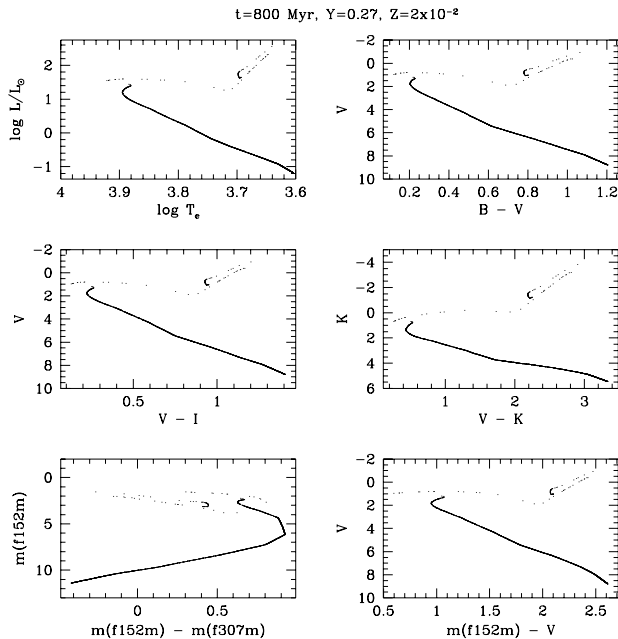 t=800 Myr, Y=0.27, Z=2x10⁻²
2
1
0
-1
log L/L⊙
4 3.9 3.8 3.7 3.6
log Tₑ
-2
0
2
4
6
8
10
V
0.2 0.4 0.6 0.8 1 1.2
B - V
-2
0
2
4
6
8
10
V
0.5 1
V - I
-4
-2
0
2
4
6
K
1 2 3
V - K
0
5
10
m(f152m)
0 0.5
m(f152m) - m(f307m)
-2
0
2
4
6
8
10
V
0.5 1 1.5 2 2.5
m(f152m) - V